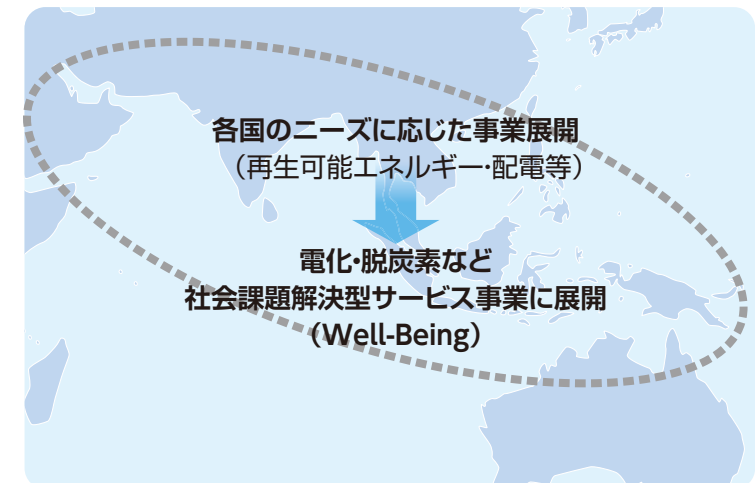 各国のニーズに応じた事業展開
（再生可能エネルギー・配電等）
電化・脱炭素など
社会課題解決型サービス事業に展開
（Well-Being）